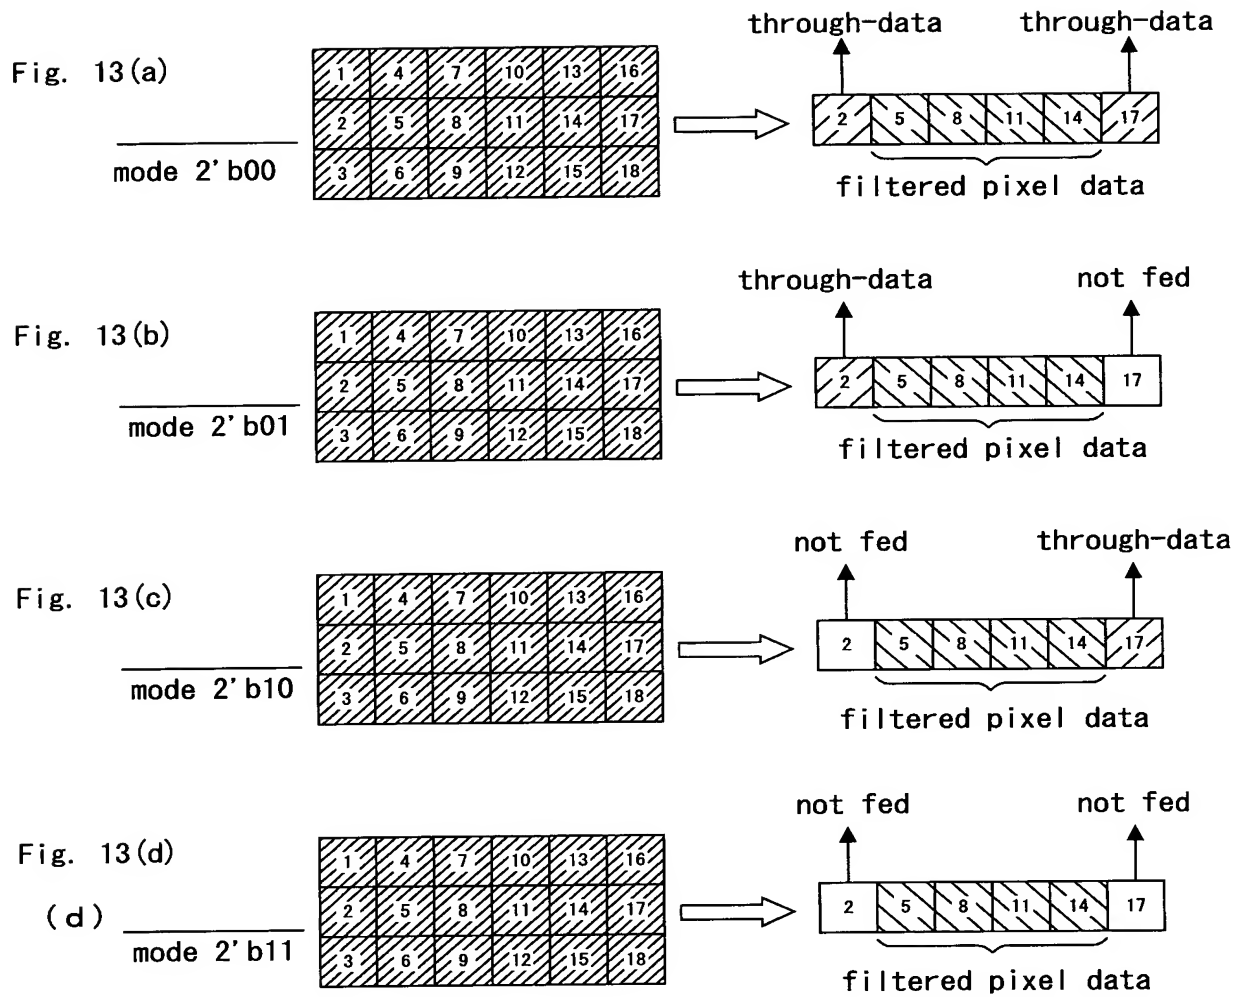 through-data through-data
Fig. 13(a)
1 4 7 10 13 16
2 5 8 11 14 17
3 6 9 12 15 18
mode 2'b00
2 5 8 11 14 17
filtered pixel data
through-data not fed
Fig. 13(b)
1 4 7 10 13 16
2 5 8 11 14 17
3 6 9 12 15 18
mode 2'b01
2 5 8 11 14 17
filtered pixel data
not fed through-data
Fig. 13(c)
1 4 7 10 13 16
2 5 8 11 14 17
3 6 9 12 15 18
mode 2'b10
2 5 8 11 14 17
filtered pixel data
not fed not fed
Fig. 13(d)
1 4 7 10 13 16
2 5 8 11 14 17
3 6 9 12 15 18
(d)
mode 2'b11
2 5 8 11 14 17
filtered pixel data